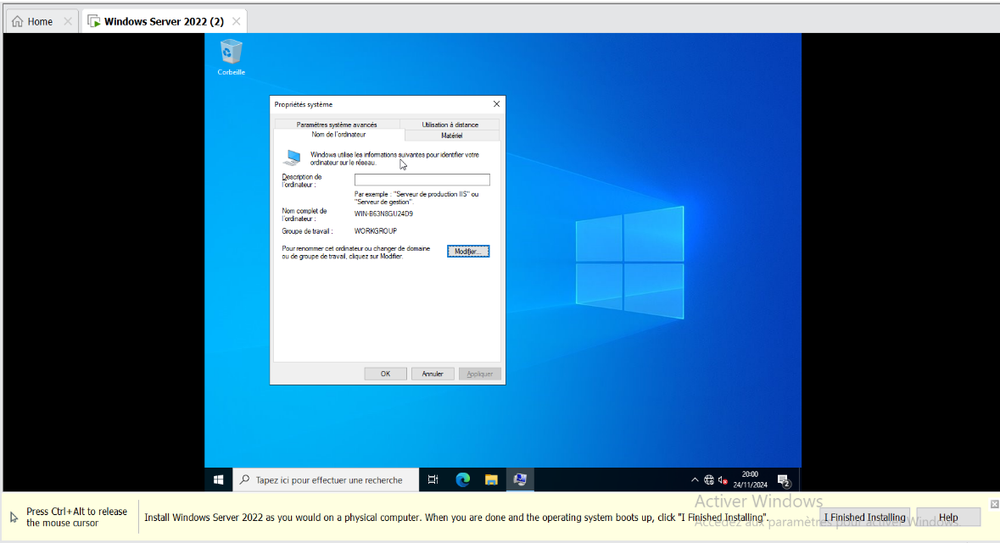 Home
Windows Server 2022 (2)
Corbeille
Propriétés système
Paramètres système avancés
Utilisation à distance
Nom de l'ordinateur
Matériel
Windows utilise les informations suivantes pour identifier votre
ordinateur sur le réseau.
Description de
l'ordinateur :
Par exemple : "Serveur de production IIS" ou
"Serveur de gestion".
Nom complet de
l'ordinateur :
WIN-B63N8GU24D9
Groupe de travail :
WORKGROUP
Pour renommer cet ordinateur ou changer de domaine
ou de groupe de travail, cliquez sur Modifier.
Modifier...
OK
Annuler
Appliquer
Tapez ici pour effectuer une recherche
20:00
24/11/2024
2
Activer Windows
Accédez aux paramètres pour activer Windows.
Press Ctrl+Alt to release
the mouse cursor
Install Windows Server 2022 as you would on a physical computer. When you are done and the operating system boots up, click "I Finished Installing".
I Finished Installing
Help